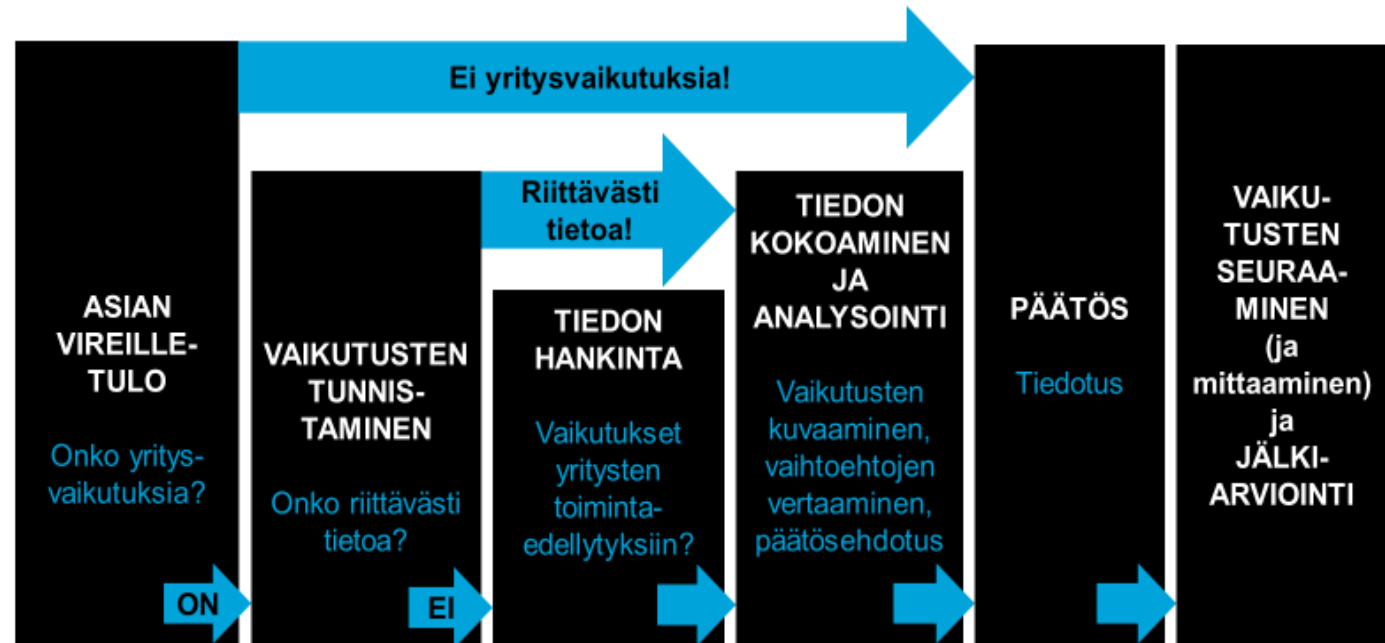 Ei yritysvaikutuksia!
ASIAN
VIREILLE-
TULO
Onko yritys-
vaikutuksia?
ON
VAIKUTUSTEN
TUNNIS-
TAMINEN
Onko riittävästi
tietoa?
EI
Riittävästi
tietoa!
TIEDON
HANKINTA
Vaikutukset
yritysten
toiminta-
edellytyksiin?
TIEDON
KOKOAMINEN
JA
ANALYSOINTI
Vaikutusten
kuvaaminen,
vaihtoehtojen
vertaaminen,
päätösehdotus
PÄÄTÖS
Tiedotus
VAIKU-
TUSTEN
SEURAA-
MINEN
(ja
mittaaminen)
ja
JÄLKI-
ARVIOINTI